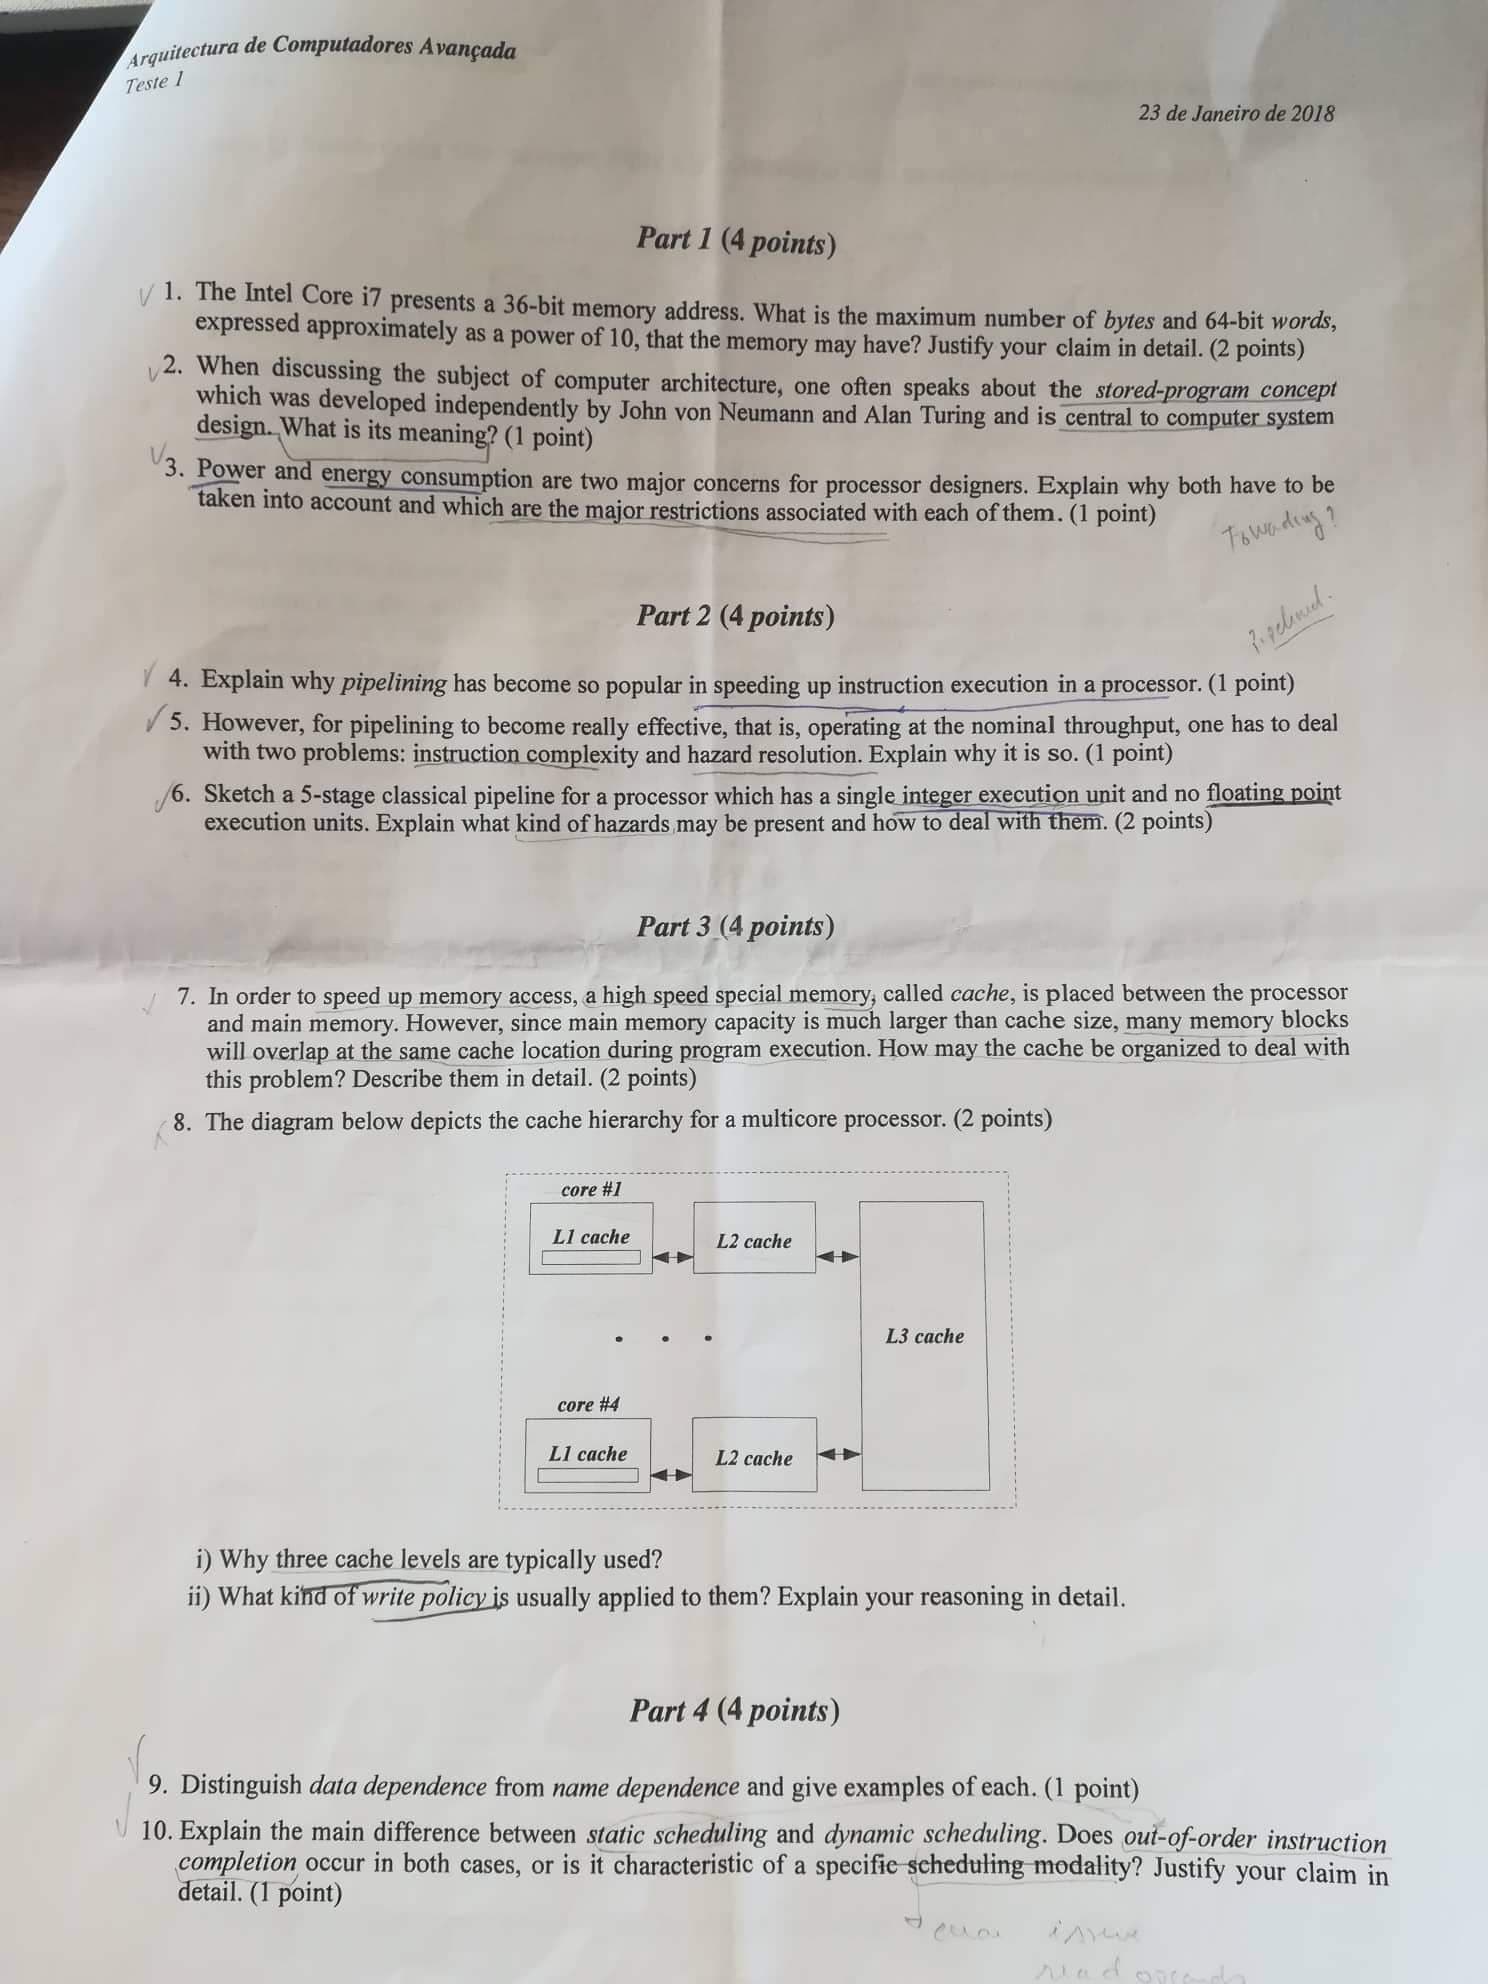 Arquitectura de Computadores Avançada
Teste 1
23 de Janeiro de 2018
Part 1 (4 points)
1. The Intel Core i7 presents a 36-bit memory address. What is the maximum number of bytes and 64-bit words,
expressed approximately as a power of 10, that the memory may have? Justify your claim in detail. (2 points)
2. When discussing the subject of computer architecture, one often speaks about the stored-program concept
which was developed independently by John von Neumann and Alan Turing and is central to computer system
design. What is its meaning? (1 point)
3. Power and energy consumption are two major concerns for processor designers. Explain why both have to be
taken into account and which are the major restrictions associated with each of them. (1 point)
Part 2 (4 points)
4. Explain why pipelining has become so popular in speeding up instruction execution in a processor. (1 point)
5. However, for pipelining to become really effective, that is, operating at the nominal throughput, one has to deal
with two problems: instruction complexity and hazard resolution. Explain why it is so. (1 point)
6. Sketch a 5-stage classical pipeline for a processor which has a single integer execution unit and no floating point
execution units. Explain what kind of hazards may be present and how to deal with them. (2 points)
Part 3 (4 points)
7. In order to speed up memory access, a high speed special memory, called cache, is placed between the processor
and main memory. However, since main memory capacity is much larger than cache size, many memory blocks
will overlap at the same cache location during program execution. How may the cache be organized to deal with
this problem? Describe them in detail. (2 points)
8. The diagram below depicts the cache hierarchy for a multicore processor. (2 points)
core #1
L1 cache
L2 cache
L3 cache
. . .
core #4
L1 cache
L2 cache
i) Why three cache levels are typically used?
ii) What kind of write policy is usually applied to them? Explain your reasoning in detail.
Part 4 (4 points)
9. Distinguish data dependence from name dependence and give examples of each. (1 point)
10. Explain the main difference between static scheduling and dynamic scheduling. Does out-of-order instruction
completion occur in both cases, or is it characteristic of a specific scheduling modality? Justify your claim in
detail. (1 point)
issue
read